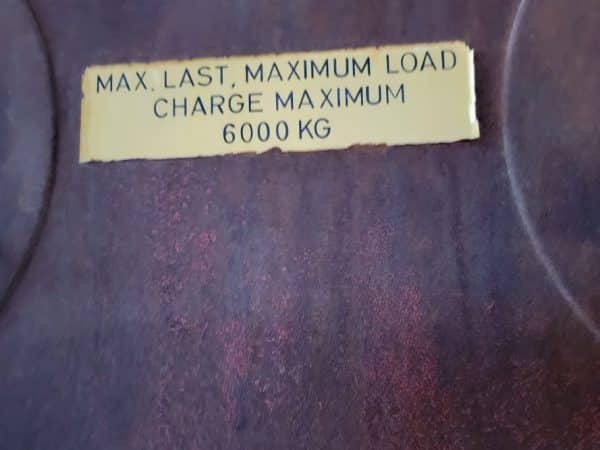 MAX. LAST, MAXIMUM LOAD
CHARGE MAXIMUM
6000 KG